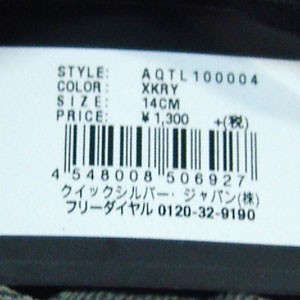 STYLE: AQTL100004
COLOR: XKRY
SIZE: 14CM
PRICE: ¥1,300 +(税)
4 548008 506927
クイックシルバー・ジャパン(株)
フリーダイヤル 0120-32-9190